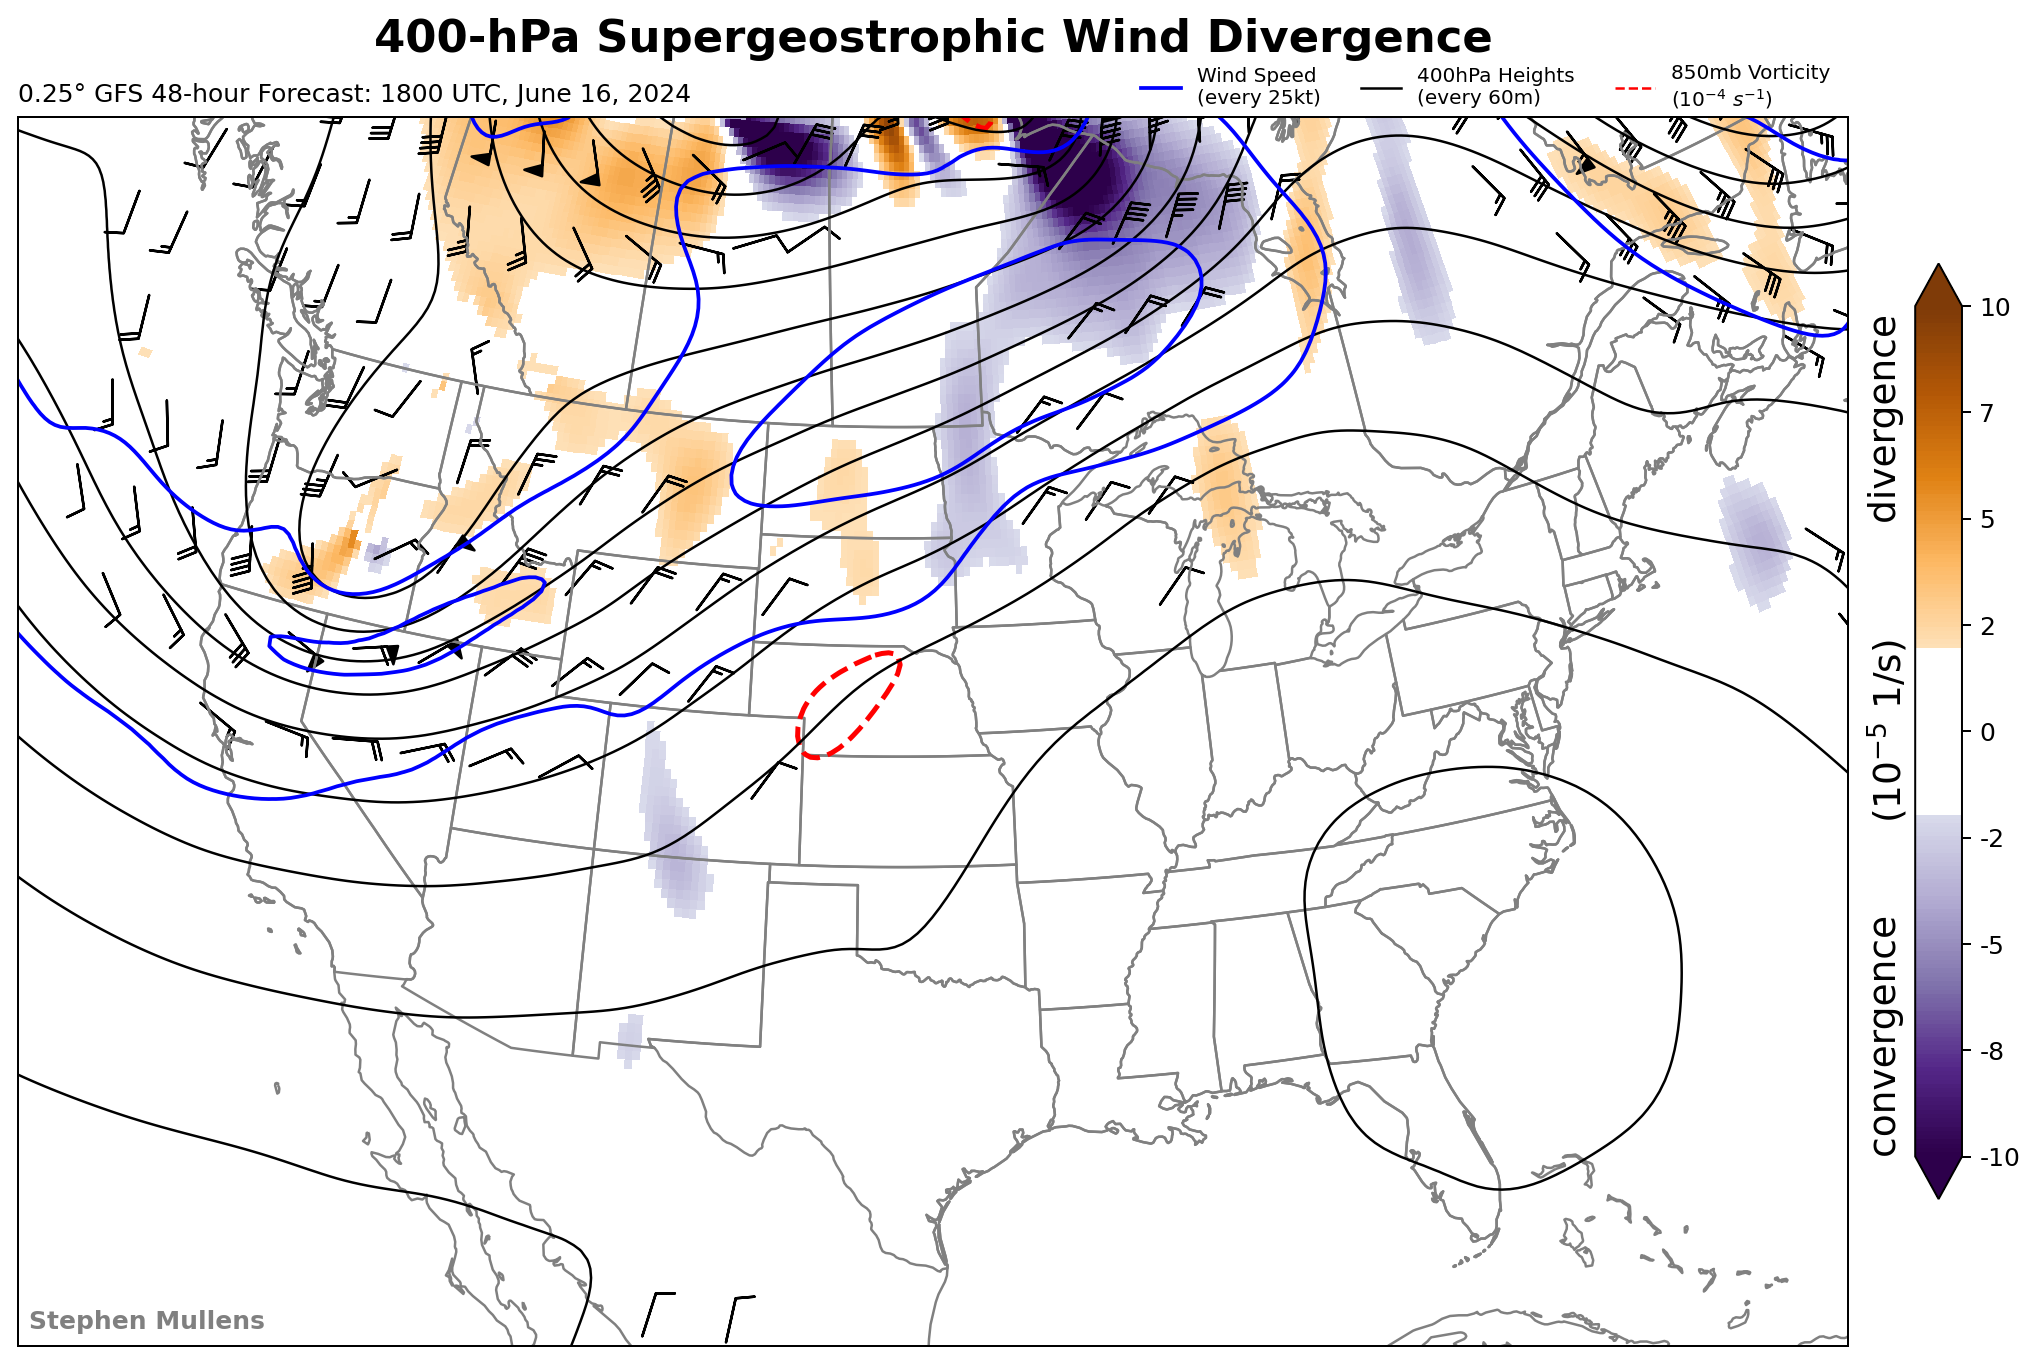 400-hPa Supergeostrophic Wind Divergence
0.25° GFS 48-hour Forecast: 1800 UTC, June 16, 2024
Wind Speed
(every 25kt)
400hPa Heights
(every 60m)
850mb Vorticity
(10⁻⁴ s⁻¹)
10
7
5
2
0
-2
-5
-8
-10
convergence (10⁻⁵ 1/s) divergence
Stephen Mullens